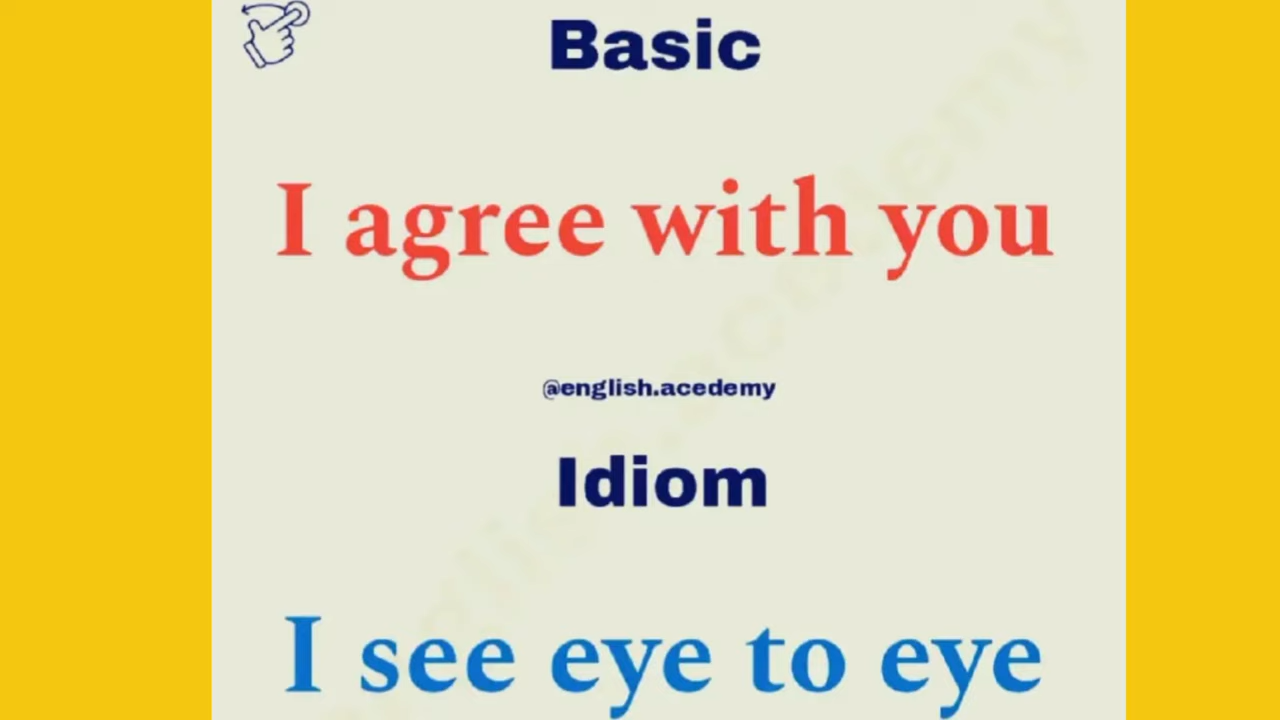 Basic
I agree with you
@english.acedemy
Idiom
I see eye to eye